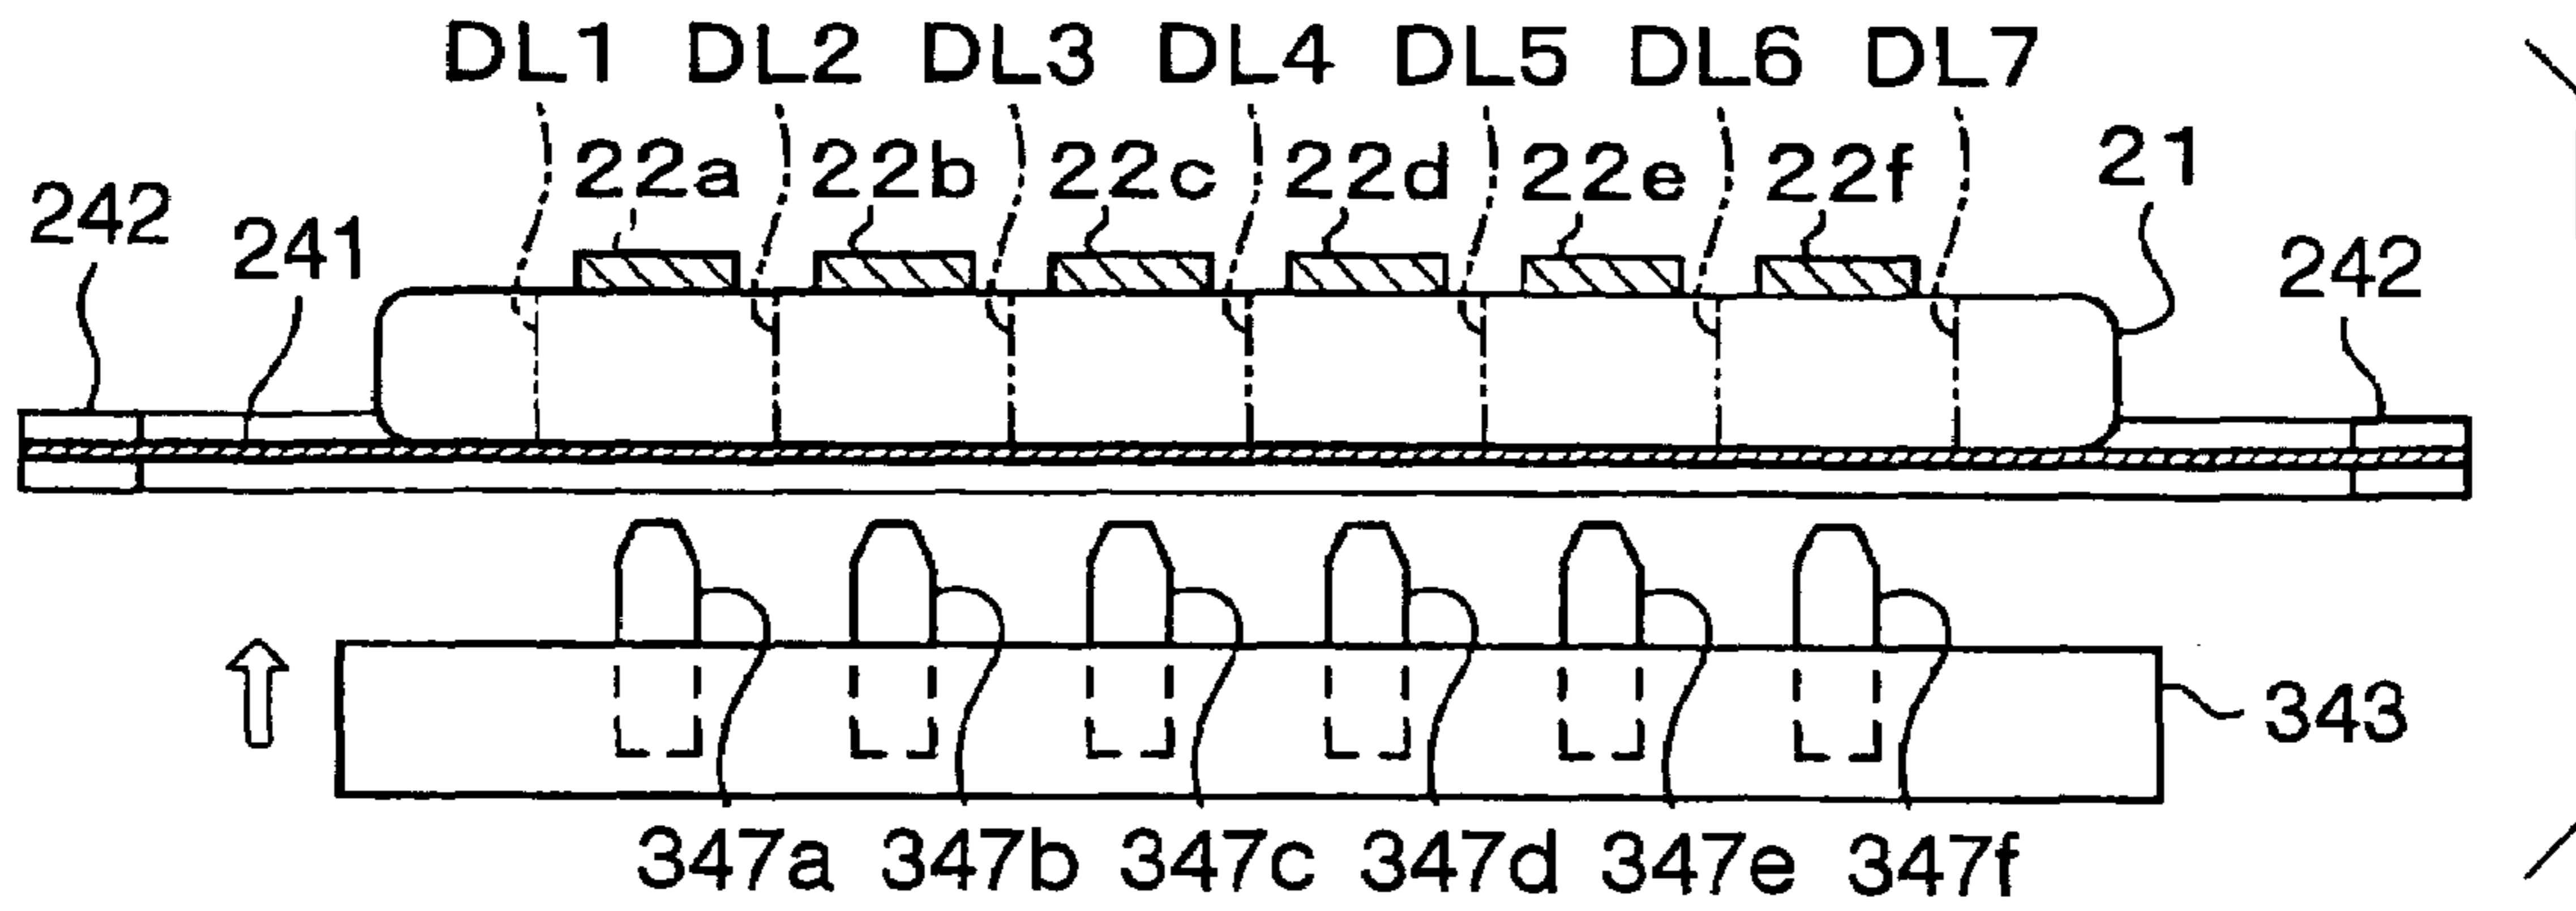 DL1 DL2 DL3 DL4 DL5 DL6 DL7
22a 22b 22c 22d 22e 22f 21
242 241 242
343
347a 347b 347c 347d 347e 347f